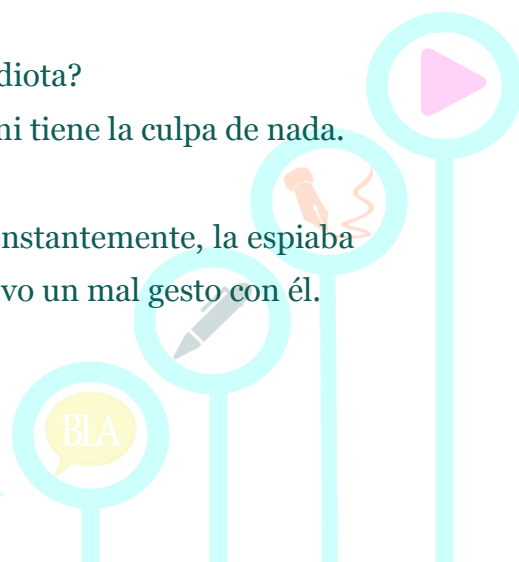 diota?
ni tiene la culpa de nada.
nstantemente, la espiaba
vo un mal gesto con él.
BLA